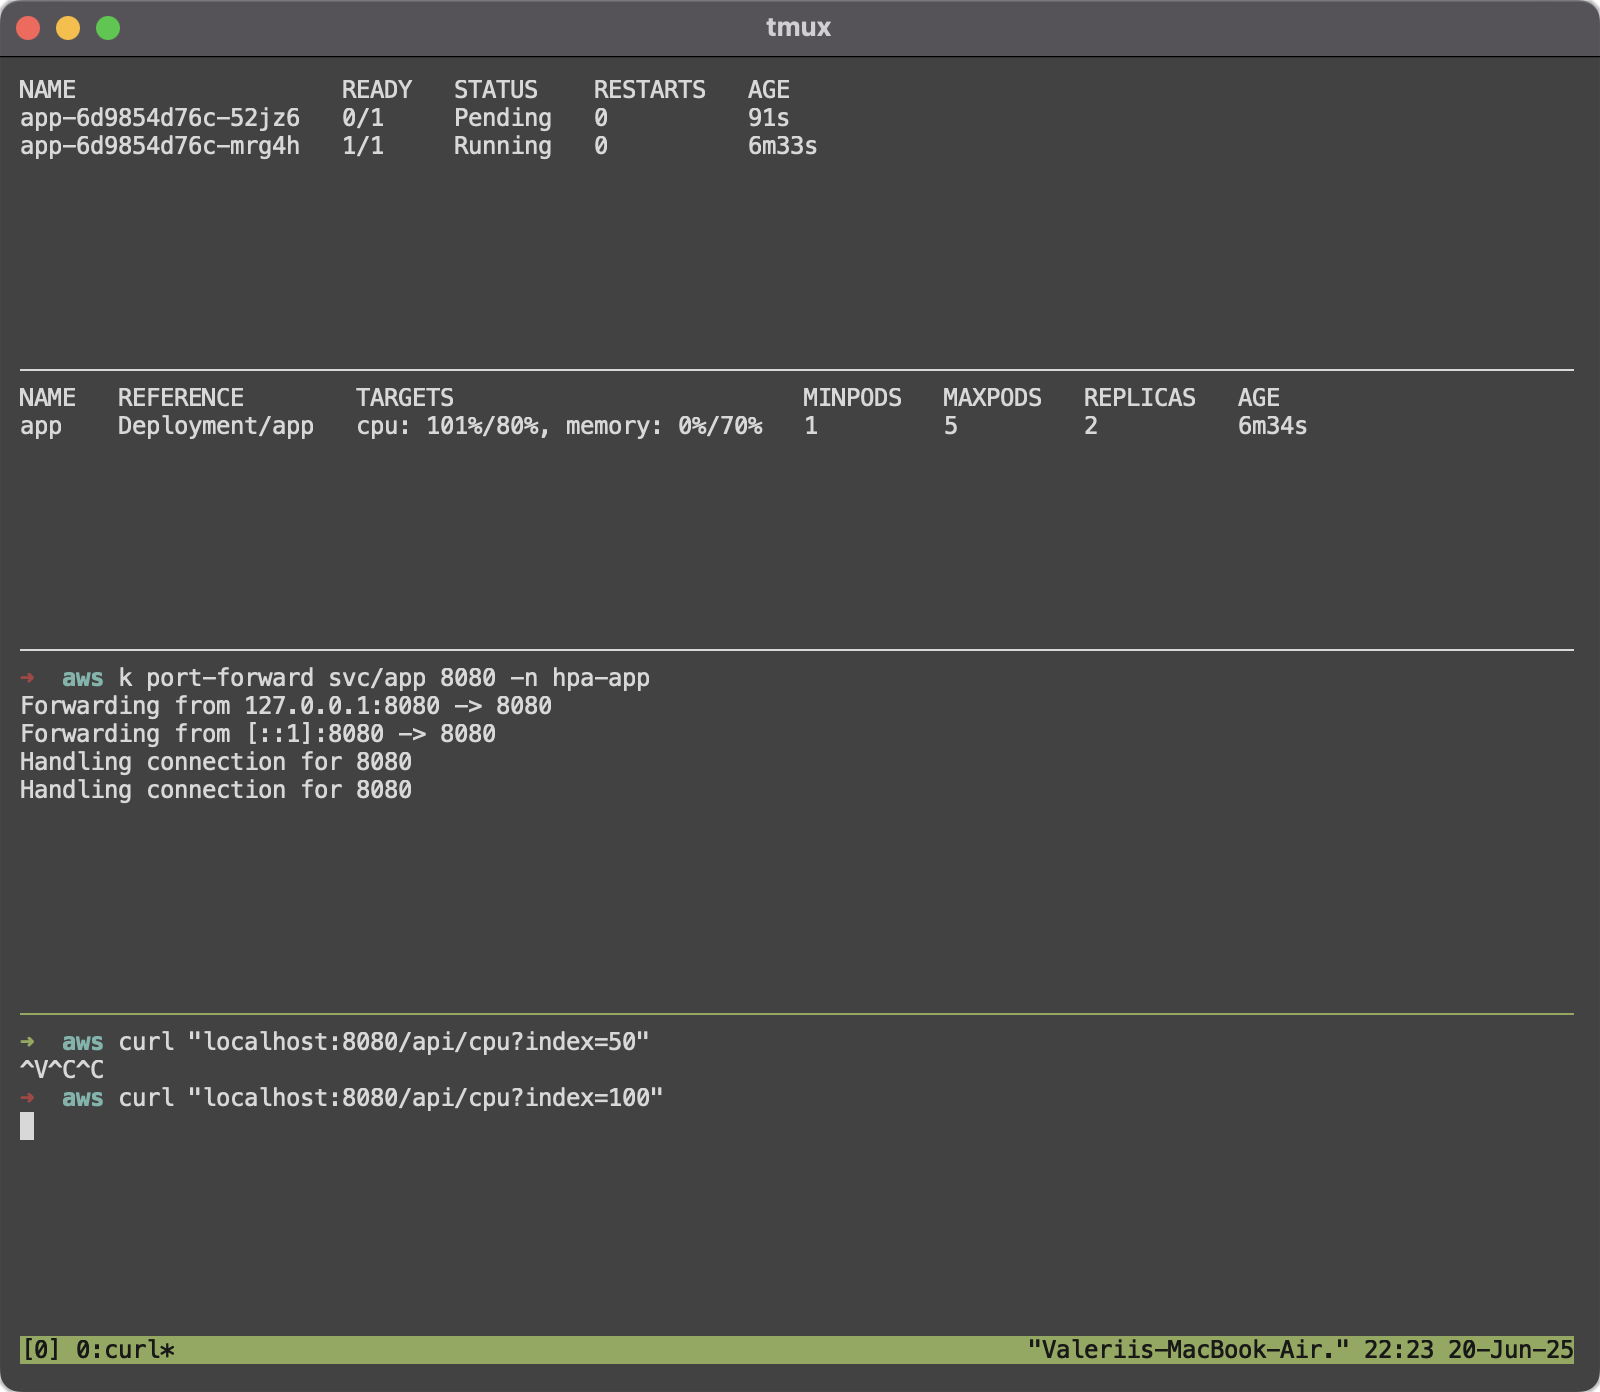 tmux
NAME READY STATUS RESTARTS AGE
app-6d9854d76c-52jz6 0/1 Pending 0 91s
app-6d9854d76c-mrg4h 1/1 Running 0 6m33s
NAME REFERENCE TARGETS MINPODS MAXPODS REPLICAS AGE
app Deployment/app cpu: 101%/80%, memory: 0%/70% 1 5 2 6m34s
➜ aws k port-forward svc/app 8080 -n hpa-app
Forwarding from 127.0.0.1:8080 -> 8080
Forwarding from [::1]:8080 -> 8080
Handling connection for 8080
Handling connection for 8080
➜ aws curl "localhost:8080/api/cpu?index=50"
^V^C^C
➜ aws curl "localhost:8080/api/cpu?index=100"
[0] 0:curl* "Valeriis-MacBook-Air." 22:23 20-Jun-25